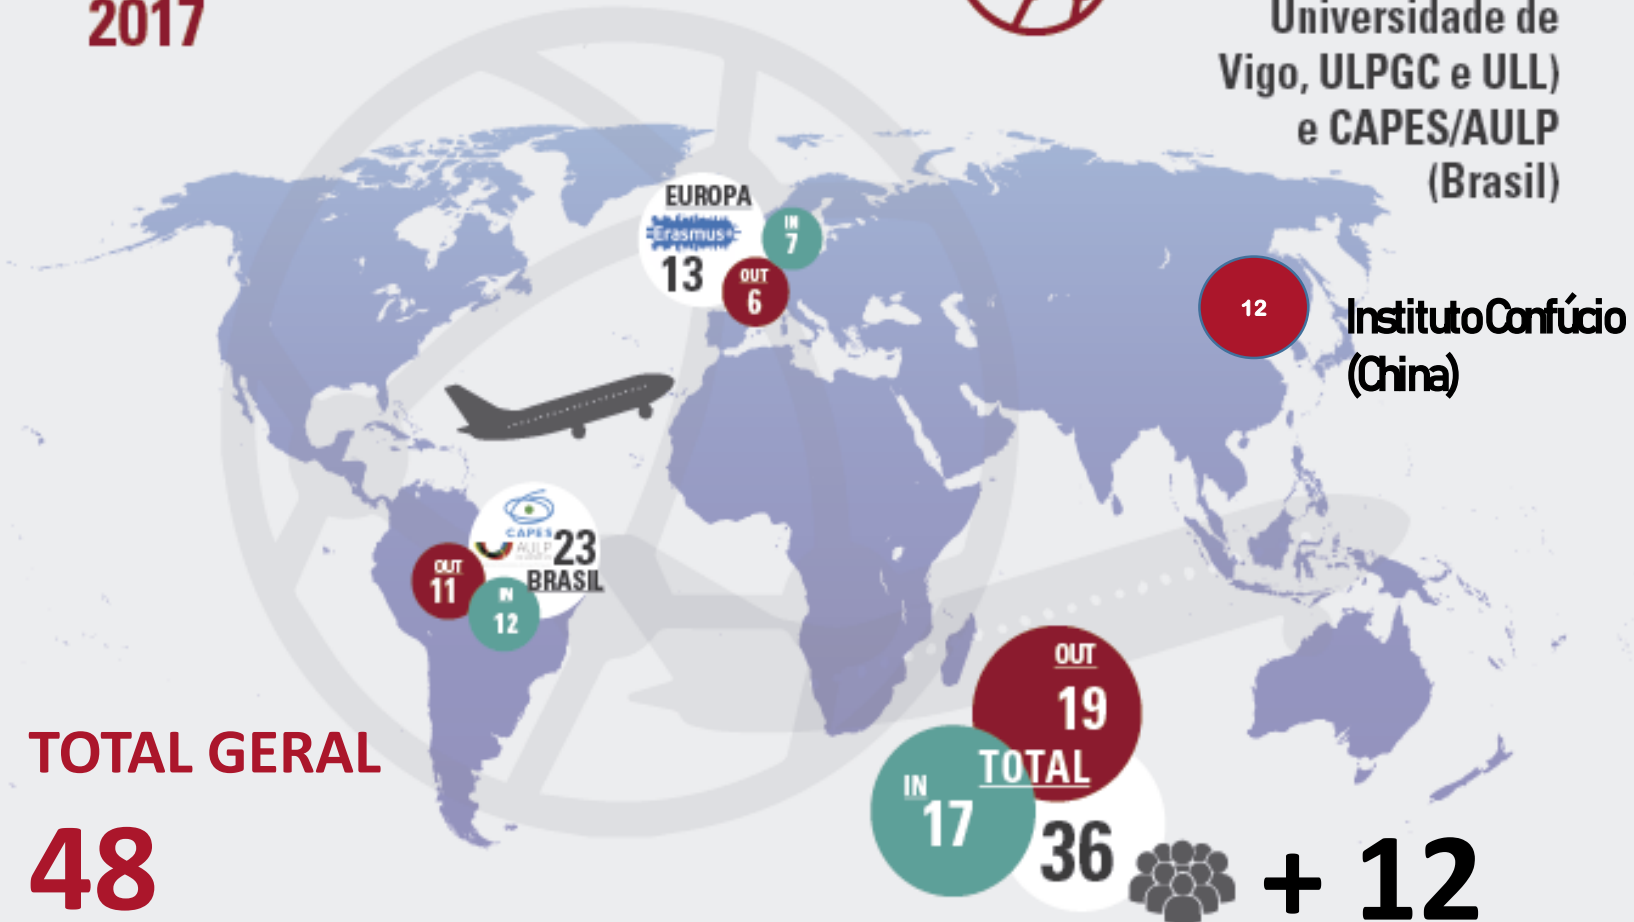 2017
Universidade de
Vigo, ULPGC e ULL)
e CAPES/AULP
(Brasil)
EUROPA
Erasmus+
13
IN
7
OUT
6
12
Instituto Confúcio
(China)
CAPES
AULP
23
BRASIL
OUT
11
IN
12
OUT
19
TOTAL
IN
17
36
+ 12
TOTAL GERAL
48